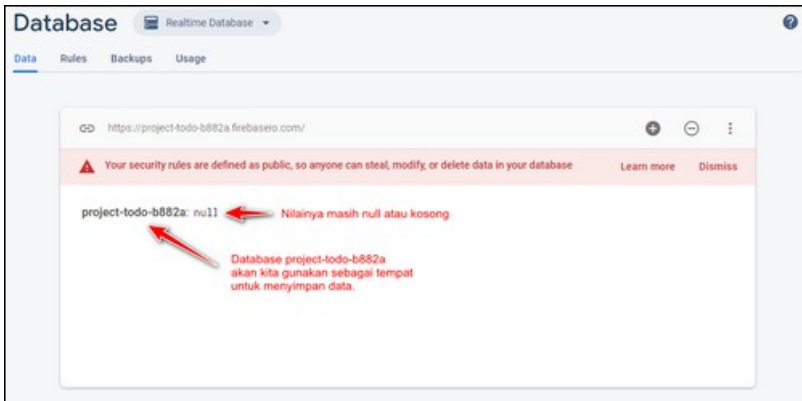 Database Realtime Database
Data Rules Backups Usage
https://project-todo-b882a.firebaseio.com/
Your security rules are defined as public, so anyone can steal, modify, or delete data in your database Learn more Dismiss
project-todo-b882a: null Nilainya masih null atau kosong
Database project-todo-b882a
akan kita gunakan sebagai tempat
untuk menyimpan data.